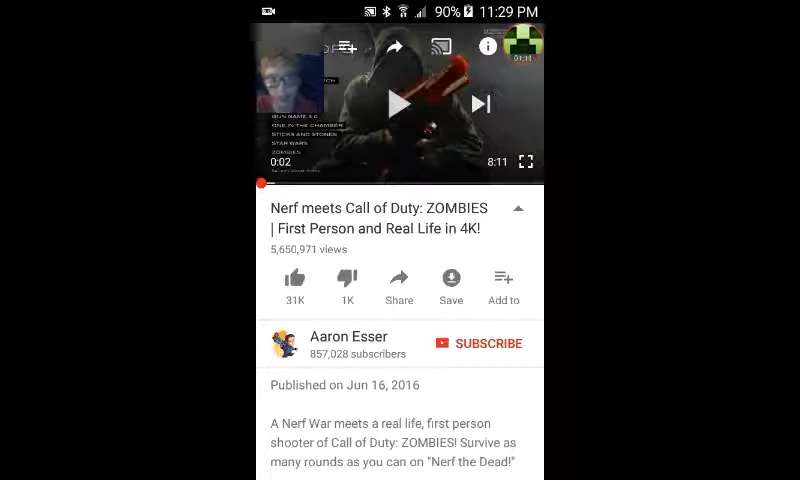 90% 11:29 PM
01:11
GUN GAME
ONE IN THE CHAMBER
STICKS AND STONES
STAR WARS
ZOMBIES
0:02 8:11
Nerf meets Call of Duty: ZOMBIES
| First Person and Real Life in 4K!
5,650,971 views
31K 1K Share Save Add to
Aaron Esser
857,028 subscribers
SUBSCRIBE
Published on Jun 16, 2016
A Nerf War meets a real life, first person
shooter of Call of Duty: ZOMBIES! Survive as
many rounds as you can on "Nerf the Dead!"